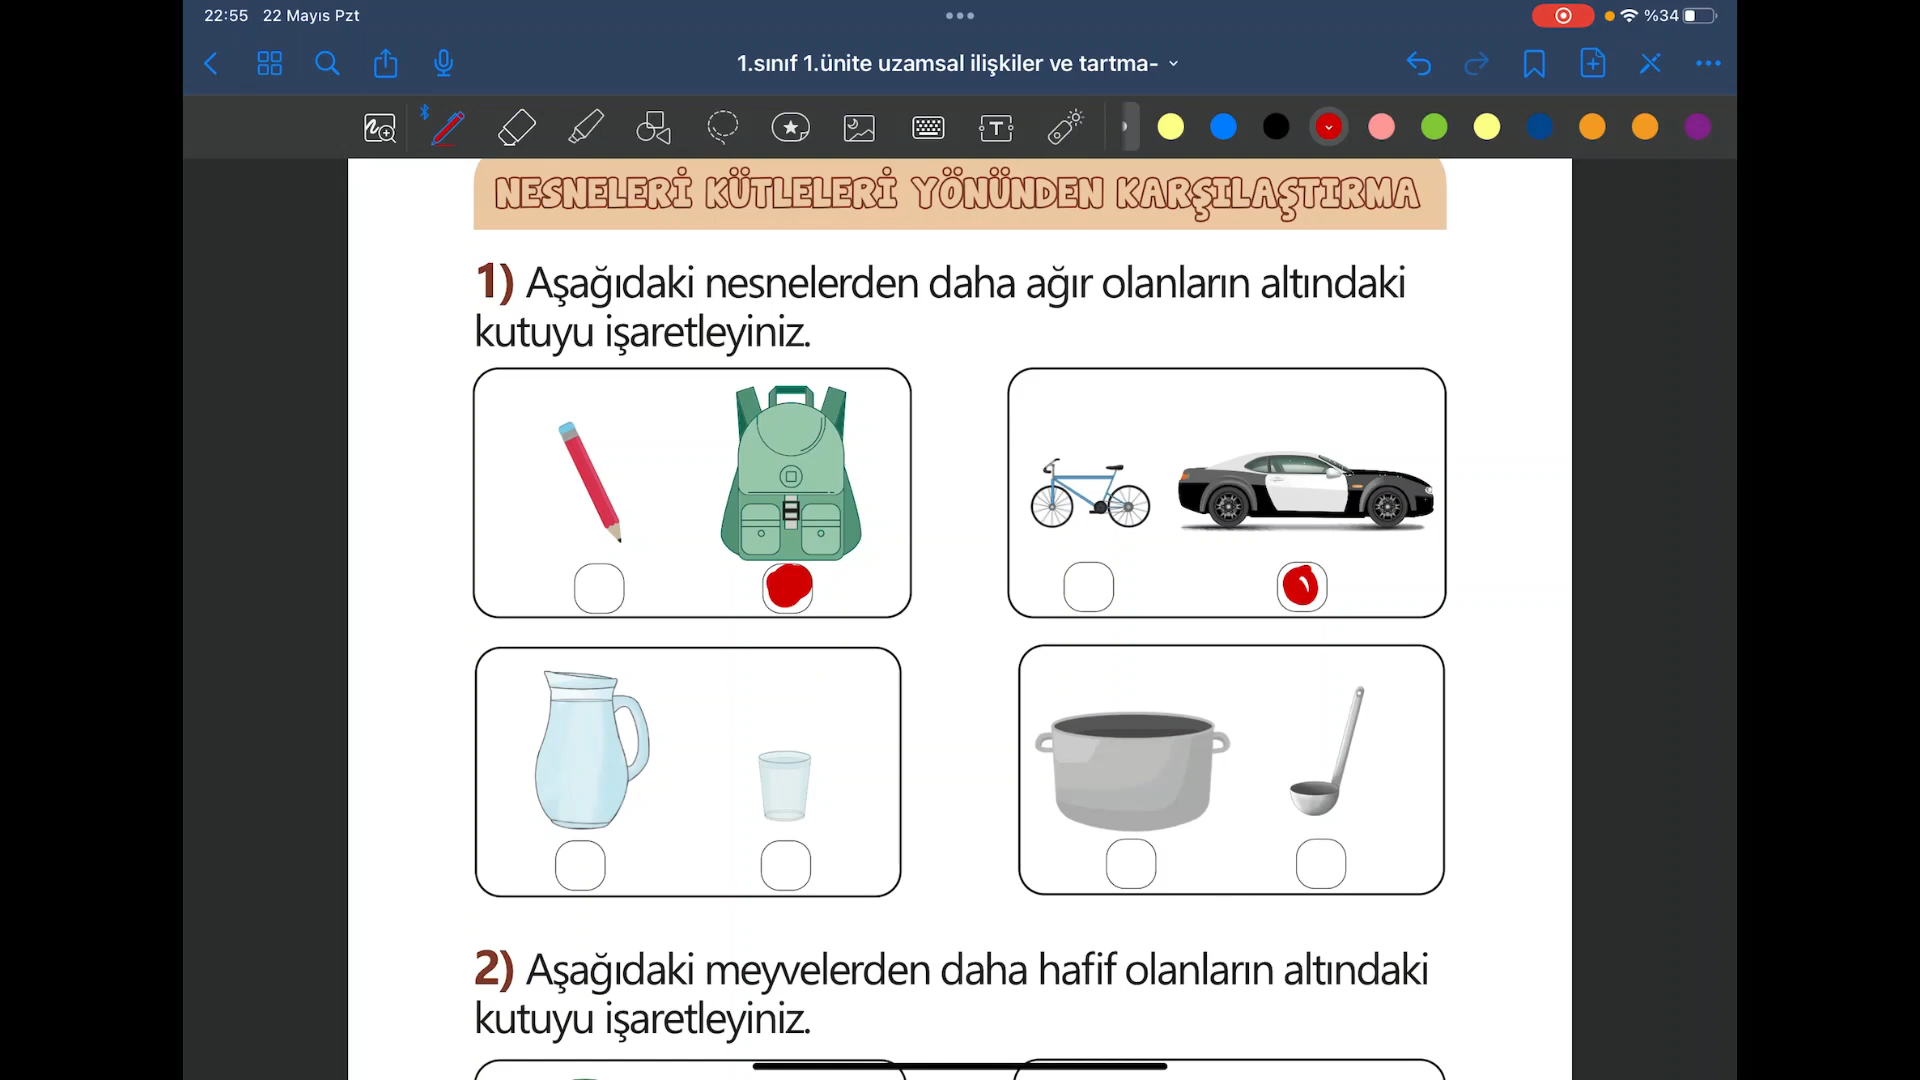 22:55 22 Mayıs Pzt
%34
1.sınıf 1.ünite uzamsal ilişkiler ve tartma-
NESNELERİ KÜTLELERİ YÖNÜNDEN KARŞILAŞTIRMA
1) Aşağıdaki nesnelerden daha ağır olanların altındaki
kutuyu işaretleyiniz.
2) Aşağıdaki meyvelerden daha hafif olanların altındaki
kutuyu işaretleyiniz.